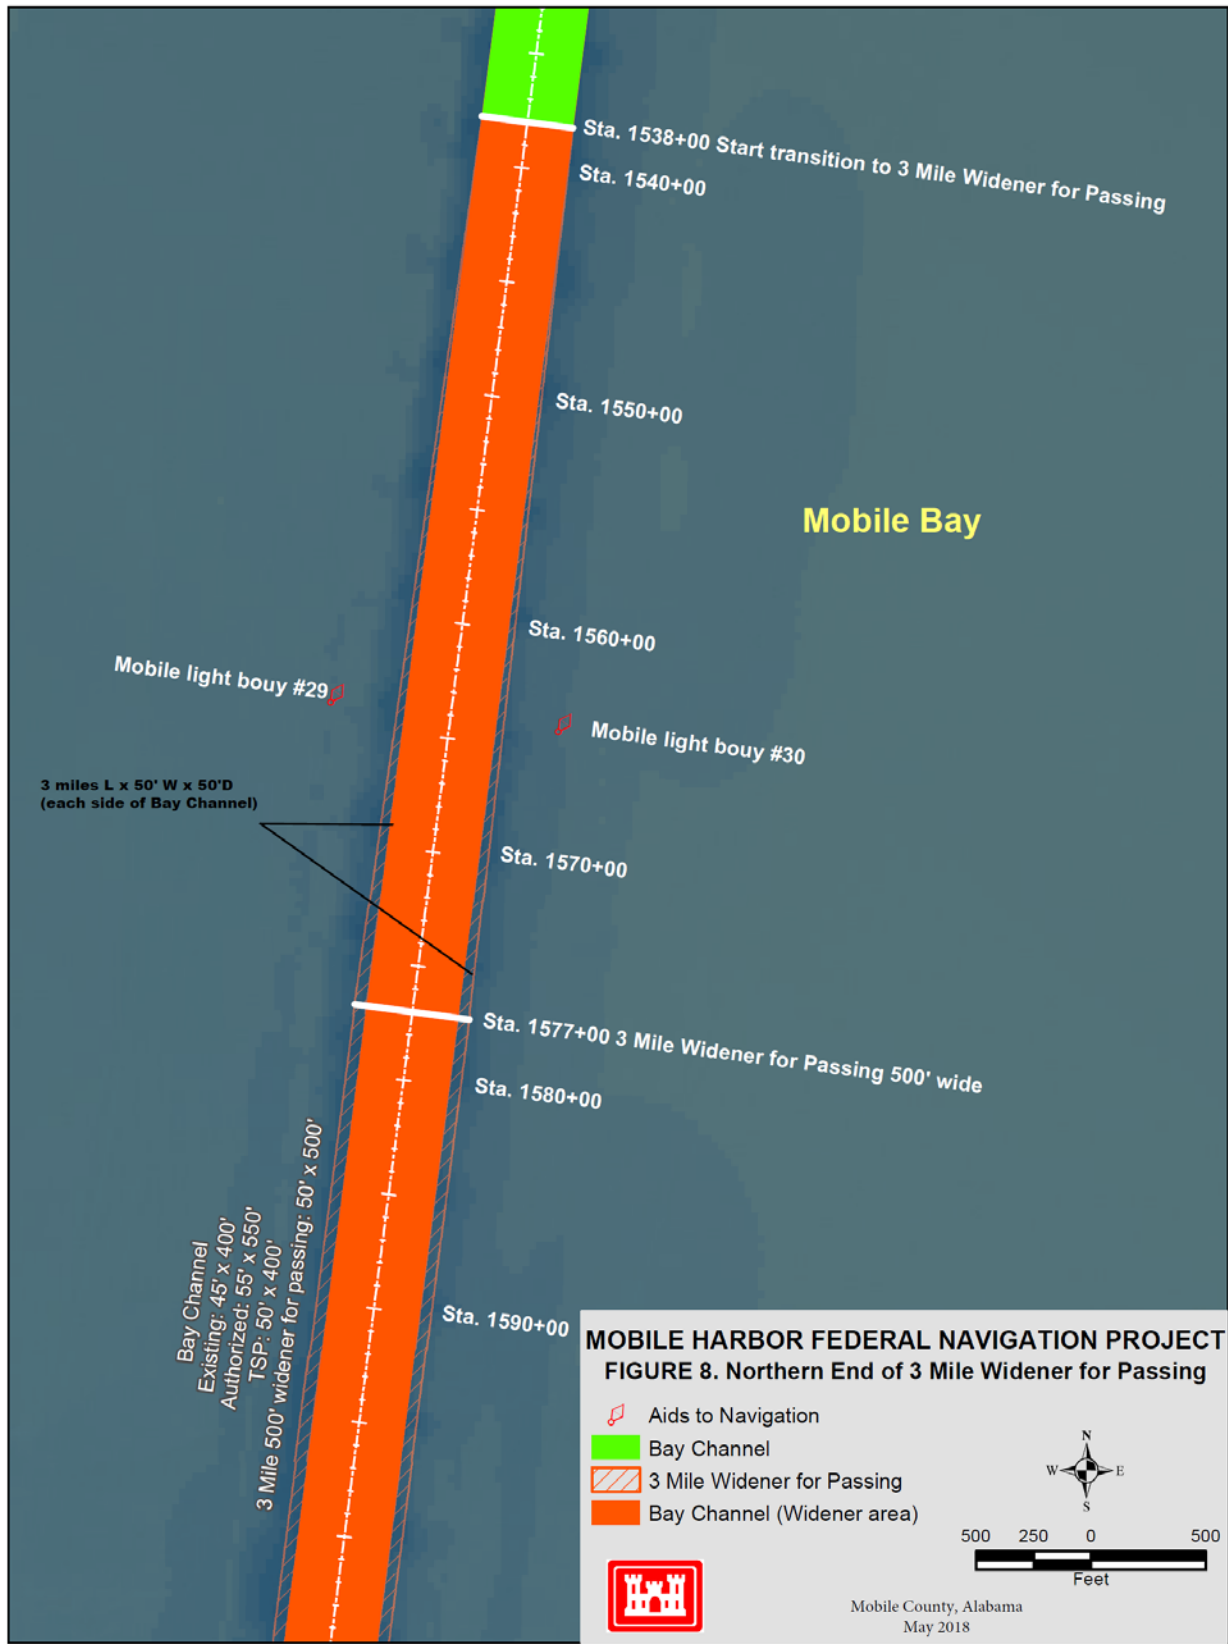 Sta. 1538+00 Start transition to 3 Mile Widener for Passing
Sta. 1540+00
Sta. 1550+00
Mobile Bay
Sta. 1560+00
Mobile light bouy #29
Mobile light bouy #30
3 miles L x 50' W x 50'D
(each side of Bay Channel)
Sta. 1570+00
Sta. 1577+00 3 Mile Widener for Passing 500' wide
Sta. 1580+00
Bay Channel
Existing: 45' x 400'
Authorized: 55' x 550'
TSP: 50' x 400'
3 Mile 500' widener for passing: 50' x 500'
Sta. 1590+00
MOBILE HARBOR FEDERAL NAVIGATION PROJECT
FIGURE 8. Northern End of 3 Mile Widener for Passing
Aids to Navigation
Bay Channel
3 Mile Widener for Passing
Bay Channel (Widener area)
N
W E
S
500 250 0 500
Feet
Mobile County, Alabama
May 2018